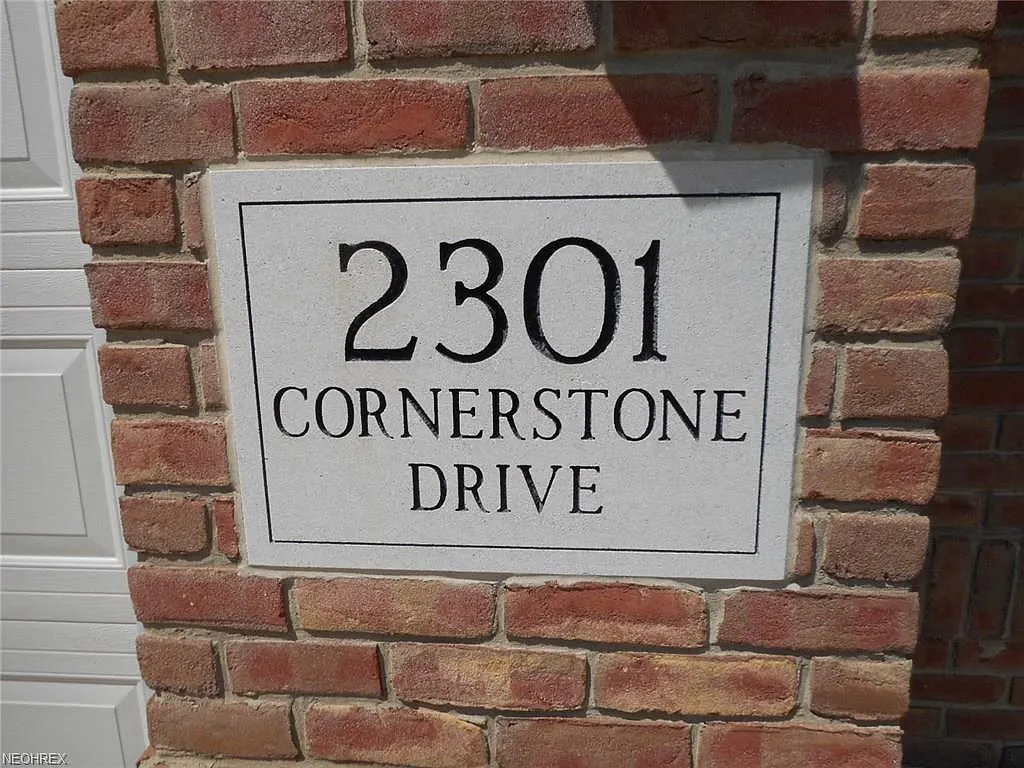 2301
CORNERSTONE
DRIVE
NEOHREX